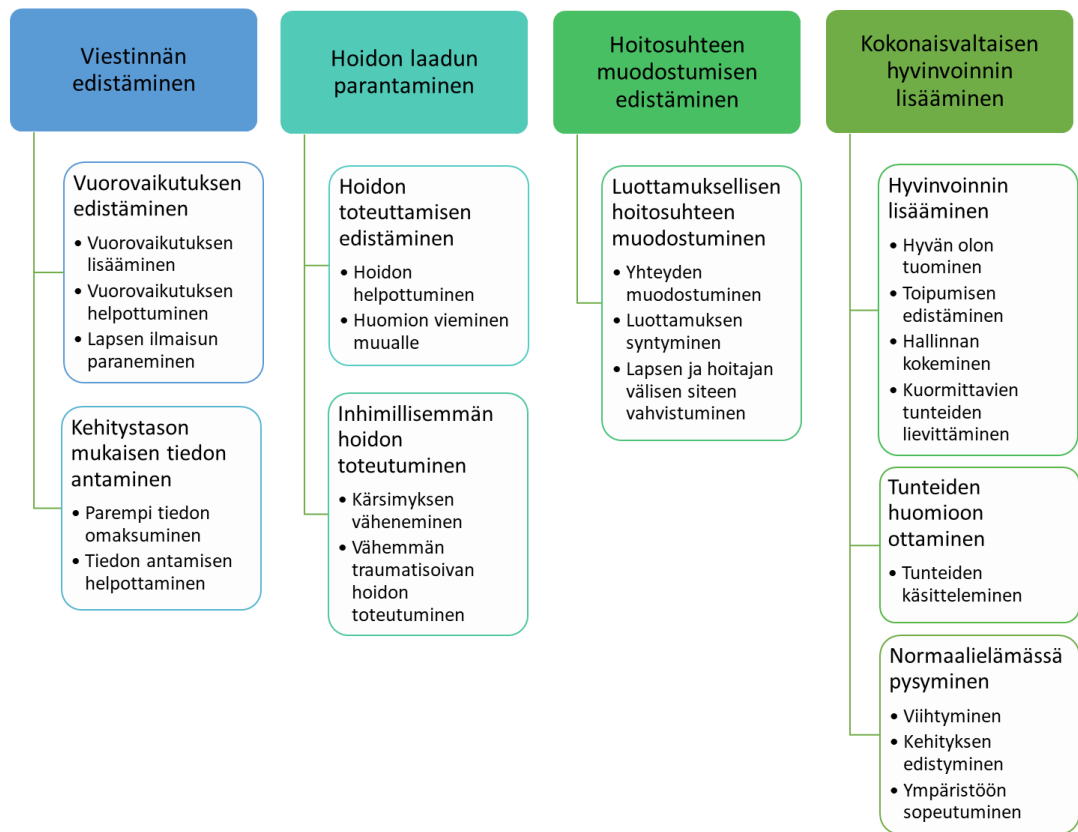 Viestinnän
edistäminen
Vuorovaikutuksen
edistäminen
• Vuorovaikutuksen
lisääminen
• Vuorovaikutuksen
helpottuminen
• Lapsen ilmaisun
paraneminen
Kehitystason
mukaisen tiedon
antaminen
• Parempi tiedon
omaksuminen
• Tiedon antamisen
helpottaminen
Hoidon laadun
parantaminen
Hoidon
toteuttamisen
edistäminen
• Hoidon
helpottuminen
• Huomion vieminen
muualle
Inhimillisemmän
hoidon
toteutuminen
• Kärsimyksen
väheneminen
• Vähemmän
traumatisoivan
hoidon
toteutuminen
Hoitosuhteen
muodostumisen
edistäminen
Luottamuksellisen
hoitosuhteen
muodostuminen
• Yhteyden
muodostuminen
• Luottamuksen
syntyminen
• Lapsen ja hoitajan
välisen siteen
vahvistuminen
Kokonaisvaltaisen
hyvinvoinnin
lisääminen
Hyvinvoinnin
lisääminen
• Hyvän olon
tuominen
• Toipumisen
edistäminen
• Hallinnan
kokeminen
• Kuormittavien
tunteiden
lievittäminen
Tunteiden
huomioon
ottaminen
• Tunteiden
käsitteleminen
Normaalielämässä
pysyminen
• Viihtyminen
• Kehityksen
edistyminen
• Ympäristöön
sopeutuminen